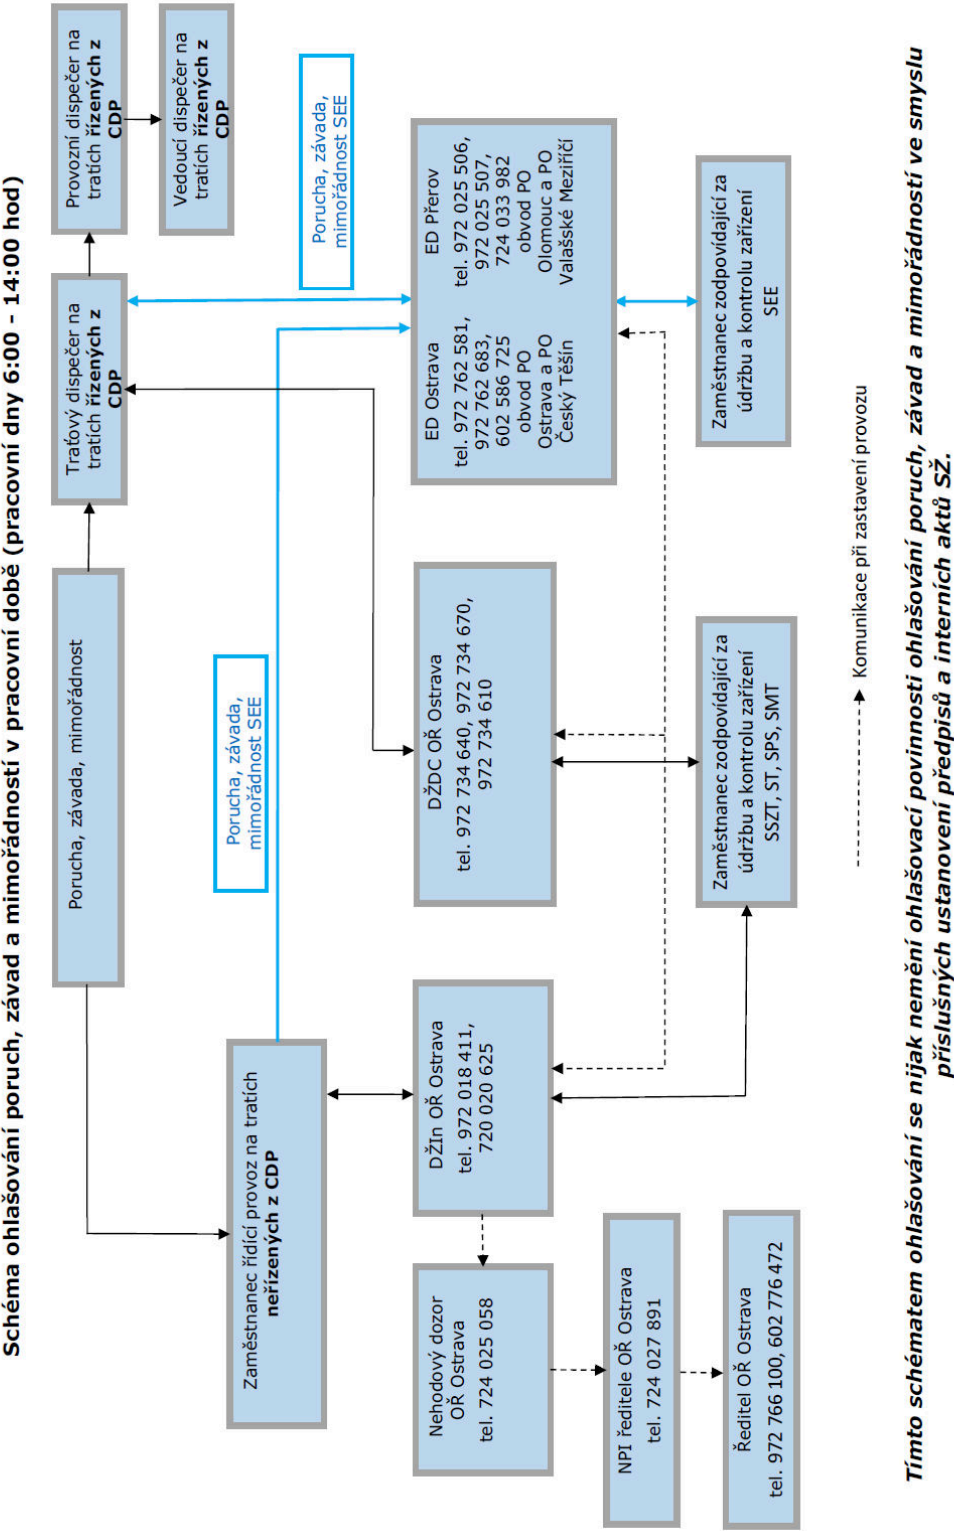 Schéma ohlašování poruch, závad a mimořádností v pracovní době (pracovní dny 6:00 - 14:00 hod)
Porucha, závada, mimořádnost
Traťový dispečer na
tratích řízených z
CDP
Provozní dispečer na
tratích řízených z
CDP
Vedoucí dispečer na
tratích řízených z
CDP
Zaměstnanec řídící provoz na tratích
neřízených z CDP
Porucha, závada,
mimořádnost SEE
Porucha, závada,
mimořádnost SEE
Nehodový dozor
OŘ Ostrava
tel. 724 025 058
DŽIn OŘ Ostrava
tel. 972 018 411,
720 020 625
DŽDC OŘ Ostrava
tel. 972 734 640, 972 734 670,
972 734 610
ED Ostrava
tel. 972 762 581,
972 762 683,
602 586 725
obvod PO
Ostrava a PO
Český Těšín
ED Přerov
tel. 972 025 506,
972 025 507,
724 033 982
obvod PO
Olomouc a PO
Valašské Meziříčí
NPI ředitele OŘ Ostrava
tel. 724 027 891
Ředitel OŘ Ostrava
tel. 972 766 100, 602 776 472
Zaměstnanec zodpovídající za
údržbu a kontrolu zařízení
SSZT, ST, SPS, SMT
Zaměstnanec zodpovídající za
údržbu a kontrolu zařízení
SEE
Komunikace při zastavení provozu
Tímto schématem ohlašování se nijak nemění ohlašovací povinnosti ohlašování poruch, závad a mimořádností ve smyslu
příslušných ustanovení předpisů a interních aktů SŽ.